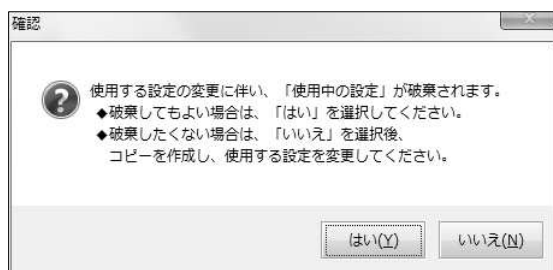 確認
使用する設定の変更に伴い、「使用中の設定」が破棄されます。
◆破棄してもよい場合は、「はい」を選択してください。
◆破棄したくない場合は、「いいえ」を選択後、
コピーを作成し、使用する設定を変更してください。
はい(Y)
いいえ(N)